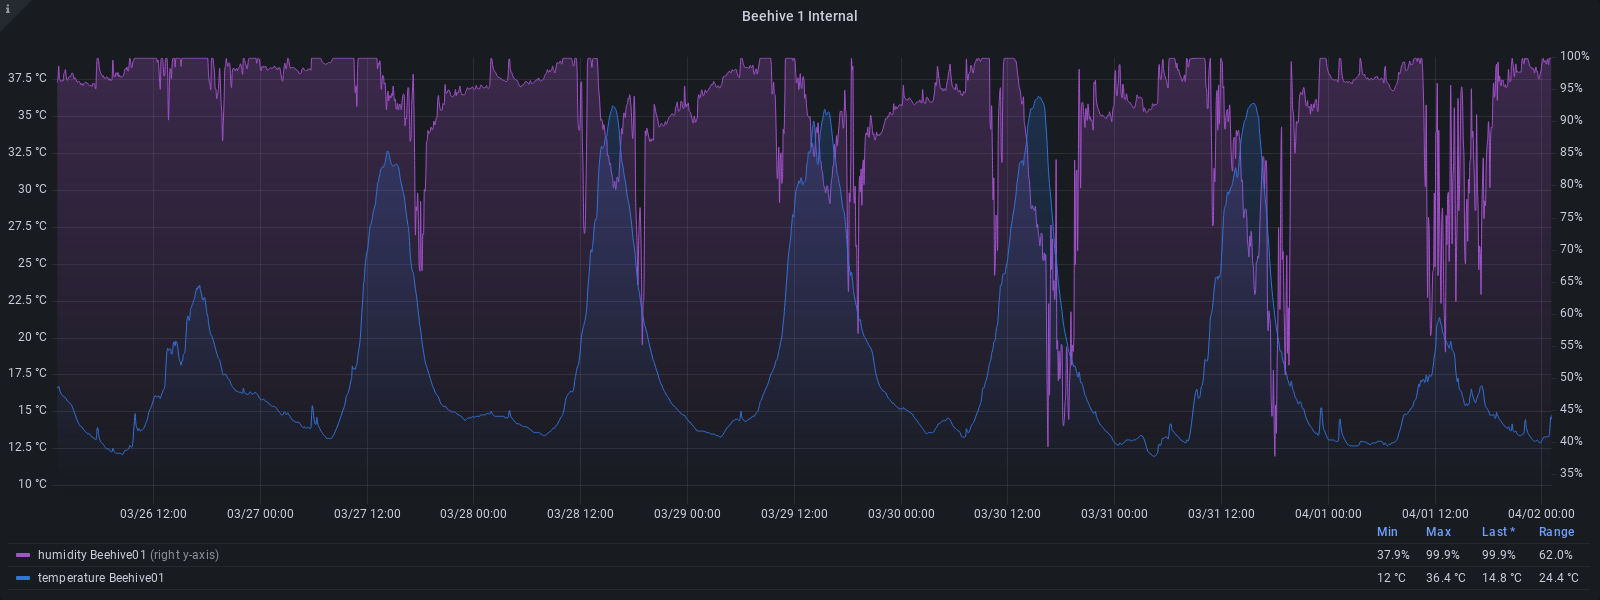 i
Beehive 1 Internal
37.5 °C
35 °C
32.5 °C
30 °C
27.5 °C
25 °C
22.5 °C
20 °C
17.5 °C
15 °C
12.5 °C
10 °C
100%
95%
90%
85%
80%
75%
70%
65%
60%
55%
50%
45%
40%
35%
03/26 12:00 03/27 00:00 03/27 12:00 03/28 00:00 03/28 12:00 03/29 00:00 03/29 12:00 03/30 00:00 03/30 12:00 03/31 00:00 03/31 12:00 04/01 00:00 04/01 12:00 04/02 00:00
Min Max Last * Range
humidity Beehive01 (right y-axis) 37.9% 99.9% 99.9% 62.0%
temperature Beehive01 12 °C 36.4 °C 14.8 °C 24.4 °C